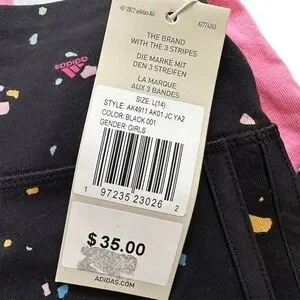 adidas
© 2022 adidas AG
THE BRAND
WITH THE 3 STRIPES
DIE MARKE MIT
DEN 3 STREIFEN
LA MARQUE
AUX 3 BANDES
SIZE: L(14)
STYLE: AK4911 AK01 JC YA2
COLOR: BLACK 001
GENDER: GIRLS
1 97235 23026 2
$ 35.00
ADIDAS.COM